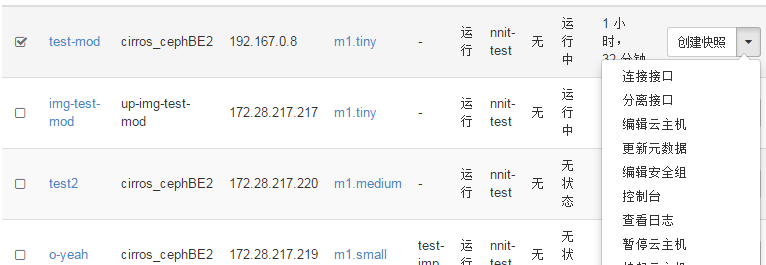 test-mod cirros_cephBE2 192.167.0.8 m1.tiny - 运行 nnit-test 无 运行中 1 小时， 32 分钟 创建快照
连接接口
分离接口
编辑云主机
更新元数据
编辑安全组
控制台
查看日志
暂停云主机
img-test-mod up-img-test-mod 172.28.217.217 m1.tiny - 运行 nnit-test 无 运行中
test2 cirros_cephBE2 172.28.217.220 m1.medium - 运行 nnit-test 无 无状态
o-yeah cirros_cephBE2 172.28.217.219 m1.small test-imp 运行 nnit-test 无 无状